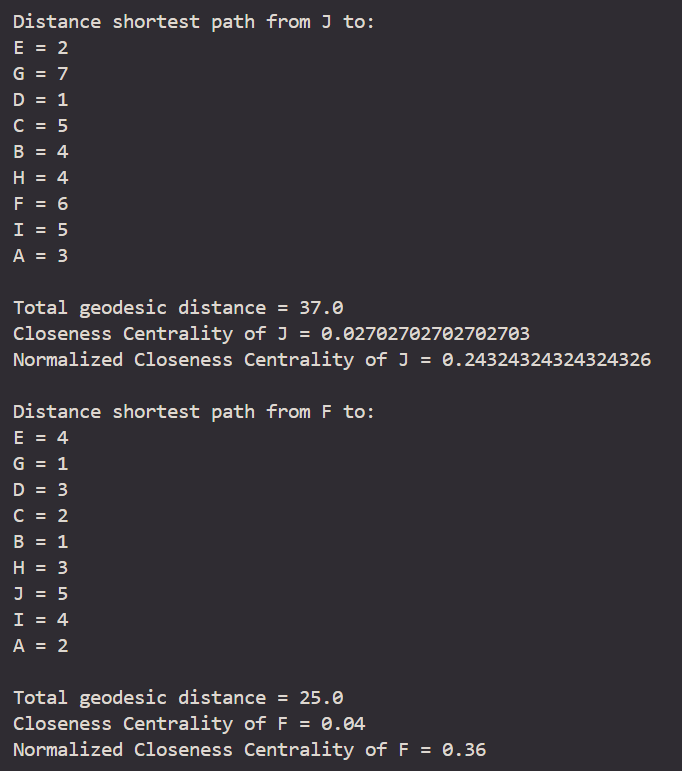 Distance shortest path from J to:
E = 2
G = 7
D = 1
C = 5
B = 4
H = 4
F = 6
I = 5
A = 3
Total geodesic distance = 37.0
Closeness Centrality of J = 0.02702702702702703
Normalized Closeness Centrality of J = 0.24324324324324326
Distance shortest path from F to:
E = 4
G = 1
D = 3
C = 2
B = 1
H = 3
J = 5
I = 4
A = 2
Total geodesic distance = 25.0
Closeness Centrality of F = 0.04
Normalized Closeness Centrality of F = 0.36